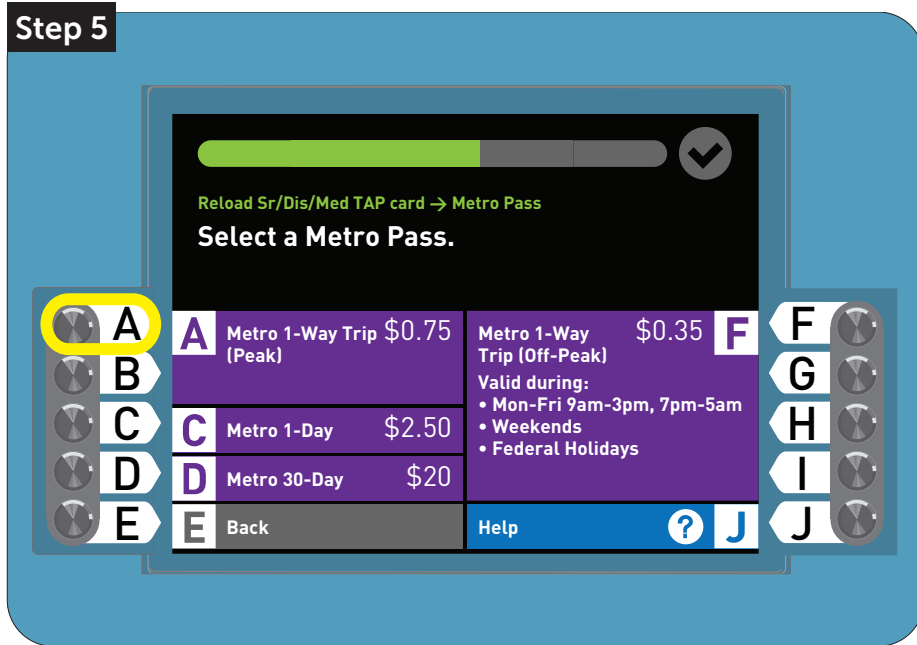 Step 5
Reload Sr/Dis/Med TAP card → Metro Pass
Select a Metro Pass.
A
B
C
D
E
A Metro 1-Way Trip $0.75
(Peak)
C Metro 1-Day $2.50
D Metro 30-Day $20
E Back
Metro 1-Way $0.35 F
Trip (Off-Peak)
Valid during:
• Mon-Fri 9am-3pm, 7pm-5am
• Weekends
• Federal Holidays
Help ? J
F
G
H
I
J